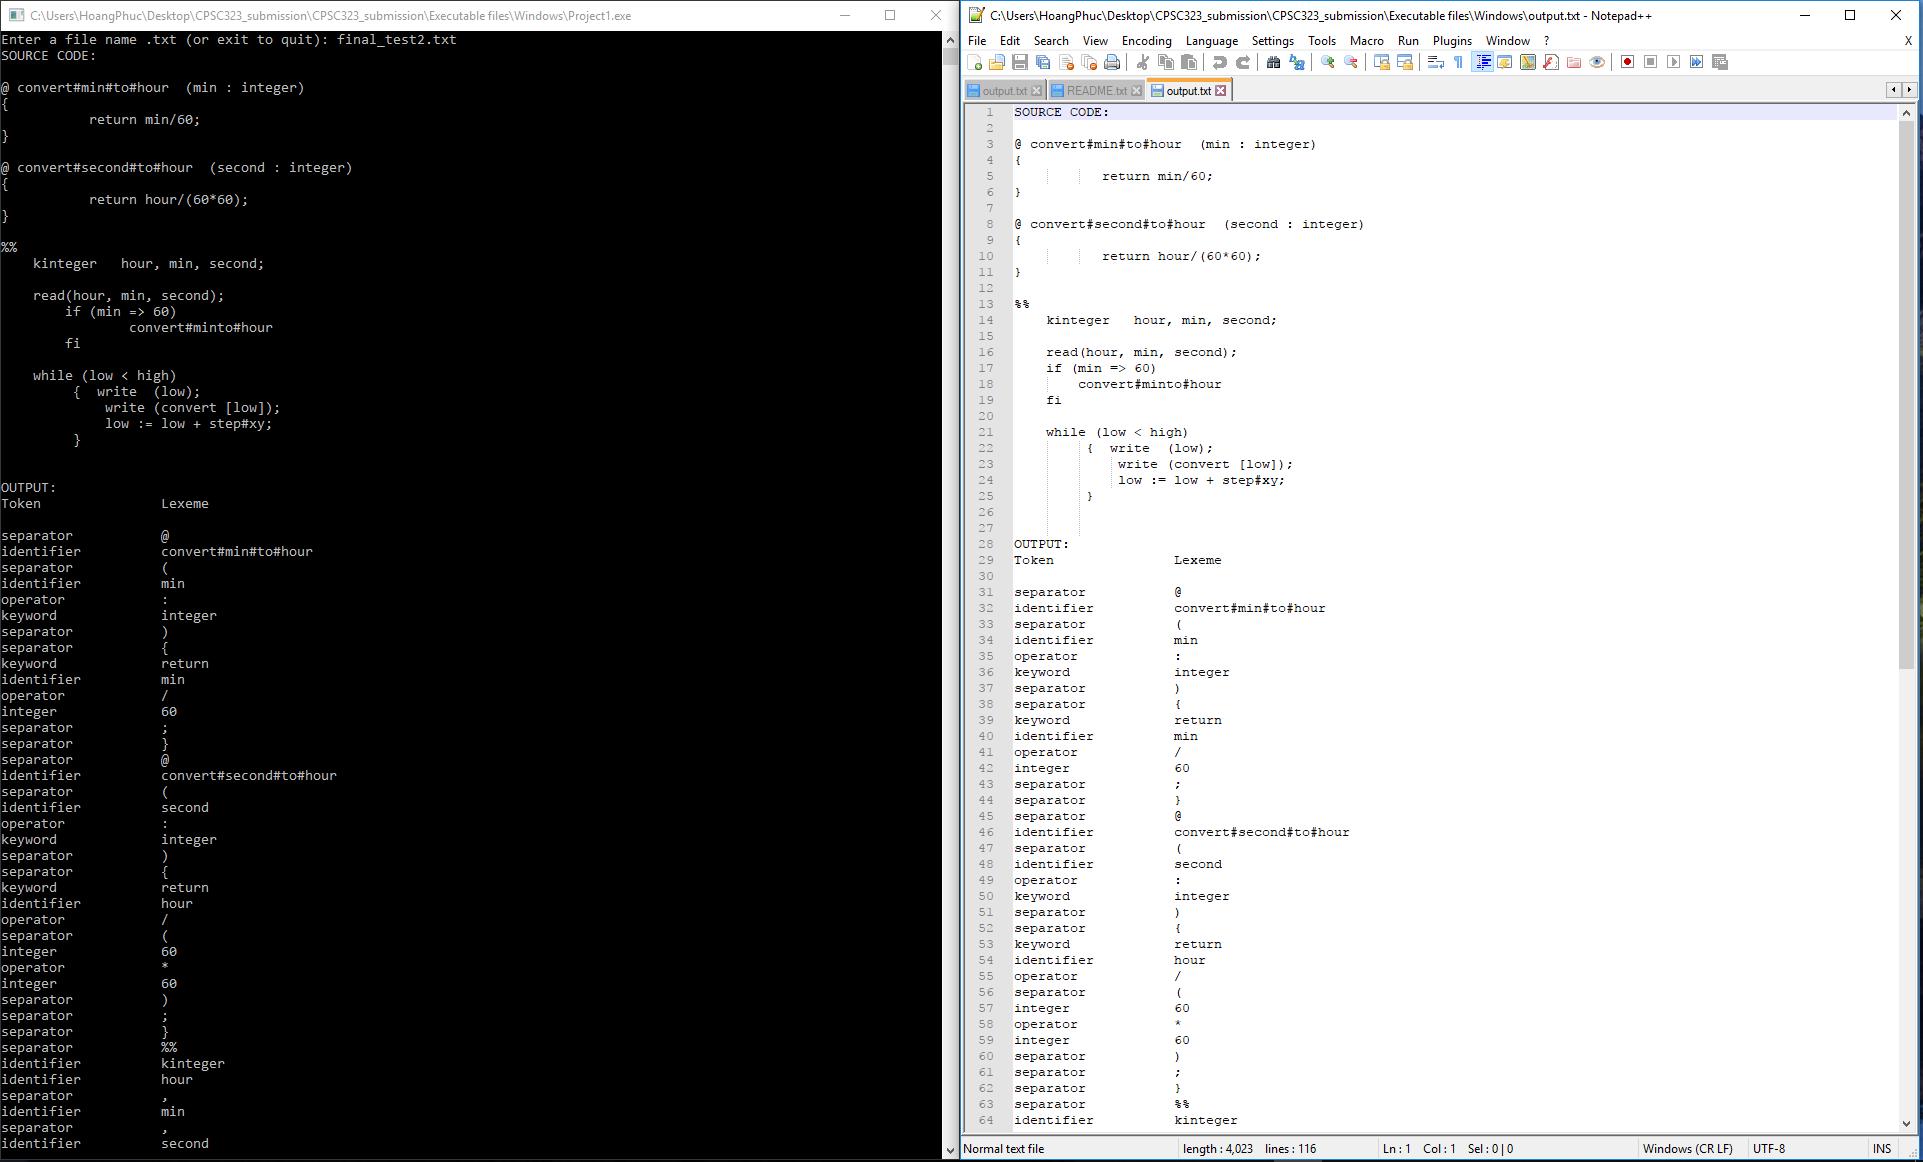 C:\Users\HoangPhuc\Desktop\CPSC323_submission\CPSC323_submission\Executable files\Windows\Project1.exe
Enter a file name .txt (or exit to quit): final_test2.txt
SOURCE CODE:
@ convert#min#to#hour  (min : integer)
{
return min/60;
}
@ convert#second#to#hour  (second : integer)
{
return hour/(60*60);
}
%%
kinteger   hour, min, second;
read(hour, min, second);
if (min => 60)
convert#minto#hour
fi
while (low < high)
{  write  (low);
write (convert [low]);
low := low + step#xy;
}
OUTPUT:
Token Lexeme
separator @
identifier convert#min#to#hour
separator (
identifier min
operator :
keyword integer
separator )
separator {
keyword return
identifier min
operator /
integer 60
separator ;
separator }
separator @
identifier convert#second#to#hour
separator (
identifier second
operator :
keyword integer
separator )
separator {
keyword return
identifier hour
operator /
separator (
integer 60
operator *
integer 60
separator )
separator ;
separator }
separator %%
identifier kinteger
identifier hour
separator ,
identifier min
separator ,
identifier second
C:\Users\HoangPhuc\Desktop\CPSC323_submission\CPSC323_submission\Executable files\Windows\output.txt - Notepad++
File Edit Search View Encoding Language Settings Tools Macro Run Plugins Window ? X
output.txt README.txt output.txt
1 SOURCE CODE:
2
3 @ convert#min#to#hour  (min : integer)
4 {
5 return min/60;
6 }
7
8 @ convert#second#to#hour  (second : integer)
9 {
10 return hour/(60*60);
11 }
12
13 %%
14 kinteger   hour, min, second;
15
16 read(hour, min, second);
17 if (min => 60)
18 convert#minto#hour
19 fi
20
21 while (low < high)
22 {  write  (low);
23 write (convert [low]);
24 low := low + step#xy;
25 }
26
27
28 OUTPUT:
29 Token Lexeme
30
31 separator @
32 identifier convert#min#to#hour
33 separator (
34 identifier min
35 operator :
36 keyword integer
37 separator )
38 separator {
39 keyword return
40 identifier min
41 operator /
42 integer 60
43 separator ;
44 separator }
45 separator @
46 identifier convert#second#to#hour
47 separator (
48 identifier second
49 operator :
50 keyword integer
51 separator )
52 separator {
53 keyword return
54 identifier hour
55 operator /
56 separator (
57 integer 60
58 operator *
59 integer 60
60 separator )
61 separator ;
62 separator }
63 separator %%
64 identifier kinteger
Normal text file length : 4,023 lines : 116 Ln : 1 Col : 1 Sel : 0 | 0 Windows (CR LF) UTF-8 INS